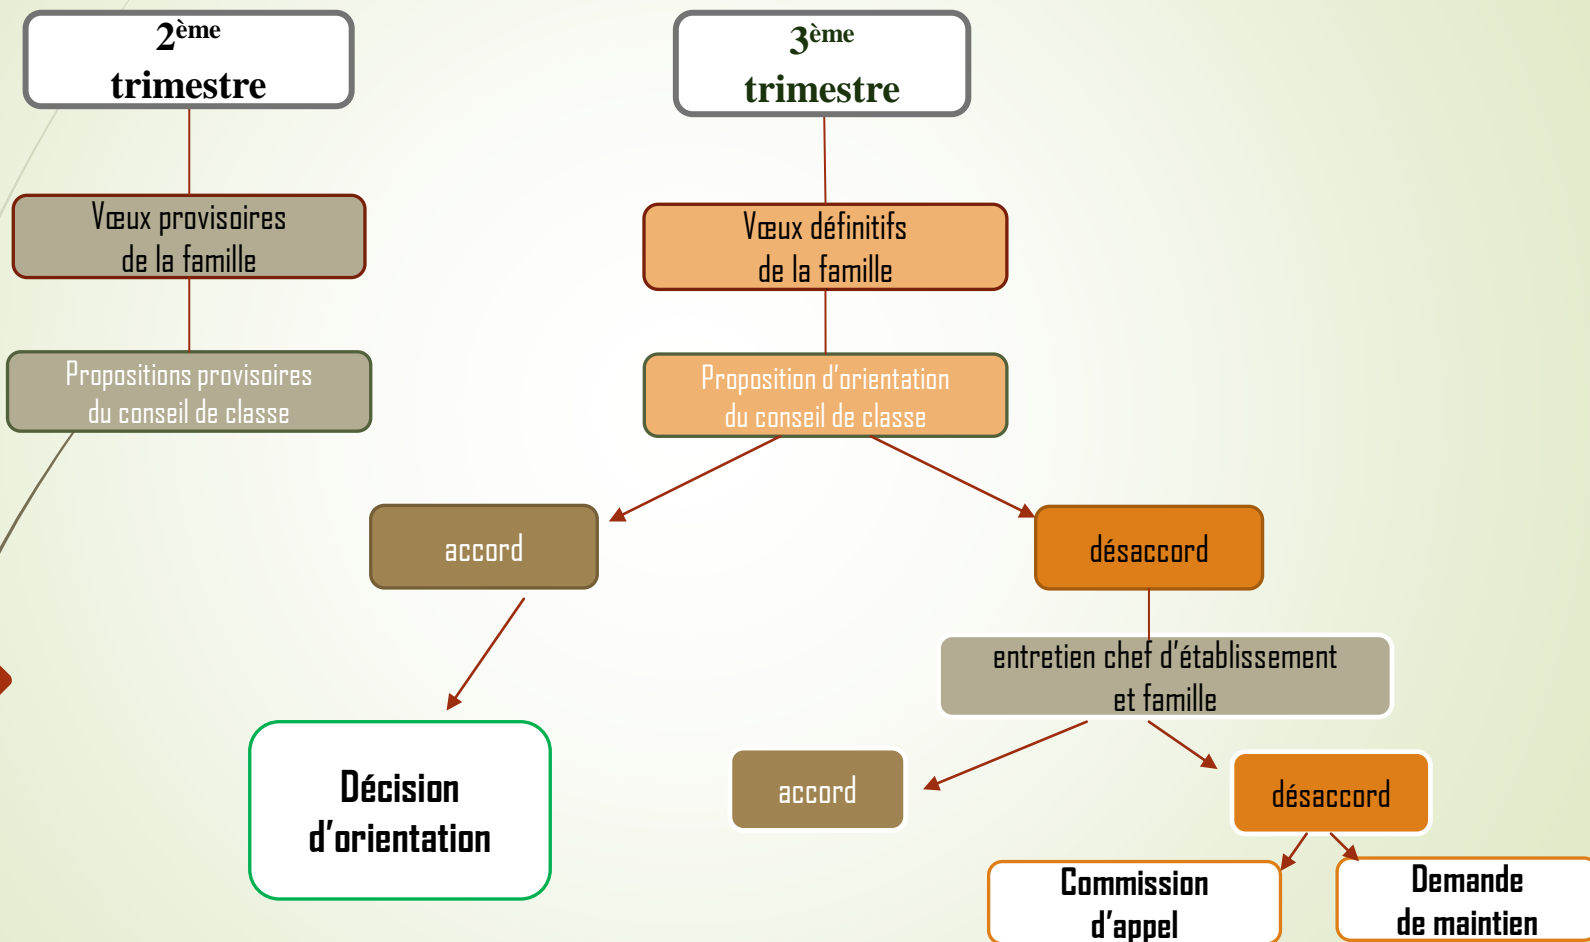 2ème
trimestre
3ème
trimestre
Vœux provisoires
de la famille
Vœux définitifs
de la famille
Propositions provisoires
du conseil de classe
Proposition d'orientation
du conseil de classe
accord
désaccord
entretien chef d'établissement
et famille
Décision
d'orientation
accord
désaccord
Commission
d'appel
Demande
de maintien